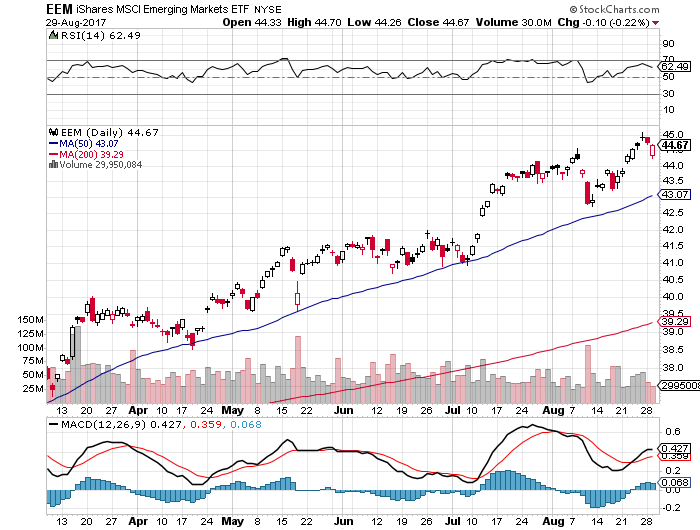 EEM iShares MSCI Emerging Markets ETF NYSE © StockCharts.com
29-Aug-2017 Open 44.33 High 44.70 Low 44.26 Close 44.67 Volume 30.0M Chg -0.10 (-0.22%)
RSI(14) 62.49
90
70
62.49
50
30
10
EEM (Daily) 44.67
MA(50) 43.07
MA(200) 39.29
Volume 29,950,084
45.0
44.67
44.0
43.5
43.07
42.5
42.0
41.5
41.0
40.5
40.0
39.5
39.29
39.0
38.5
38.0
150M
125M
100M
75M
50M
25M
2995008
13 20 27 Apr 10 17 24 May 8 15 22 Jun 12 19 26 Jul 10 17 24 Aug 7 14 21 28
MACD(12,26,9) 0.427, 0.359, 0.068
0.6
0.427
0.359
0.2
0.068
-0.2
13 20 27 Apr 10 17 24 May 8 15 22 Jun 12 19 26 Jul 10 17 24 Aug 7 14 21 28